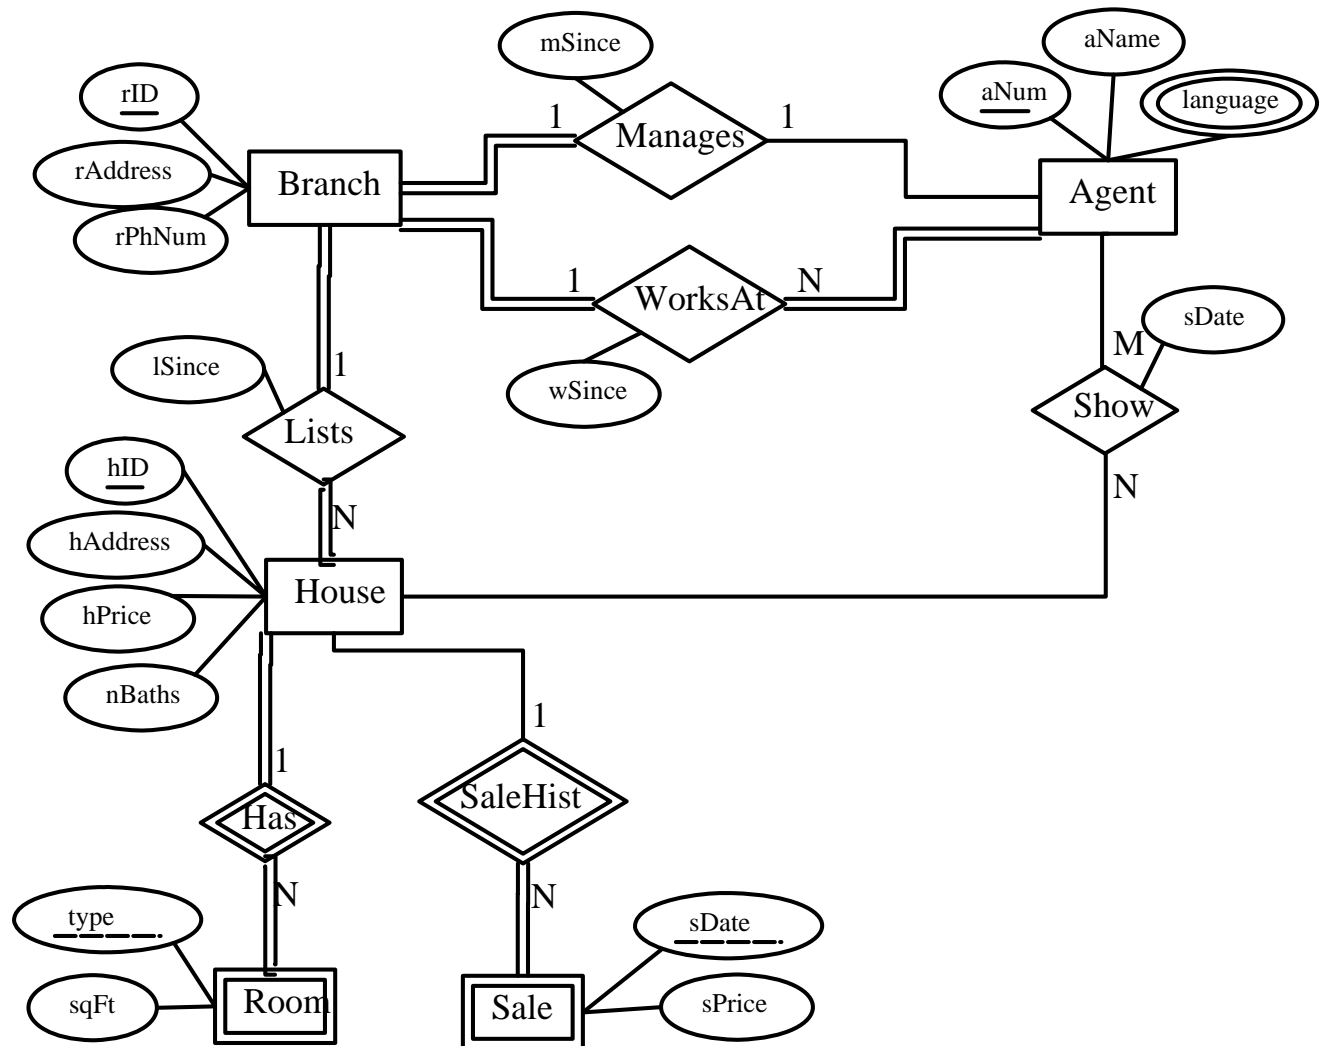 mSince
aName
rID
aNum
language
1
Manages
1
rAddress
Branch
Agent
rPhNum
1
WorksAt
N
sDate
lSince
1
wSince
M
Lists
Show
hID
N
N
hAddress
House
hPrice
nBaths
1
1
Has
SaleHist
N
N
type
sDate
sqFt
Room
Sale
sPrice